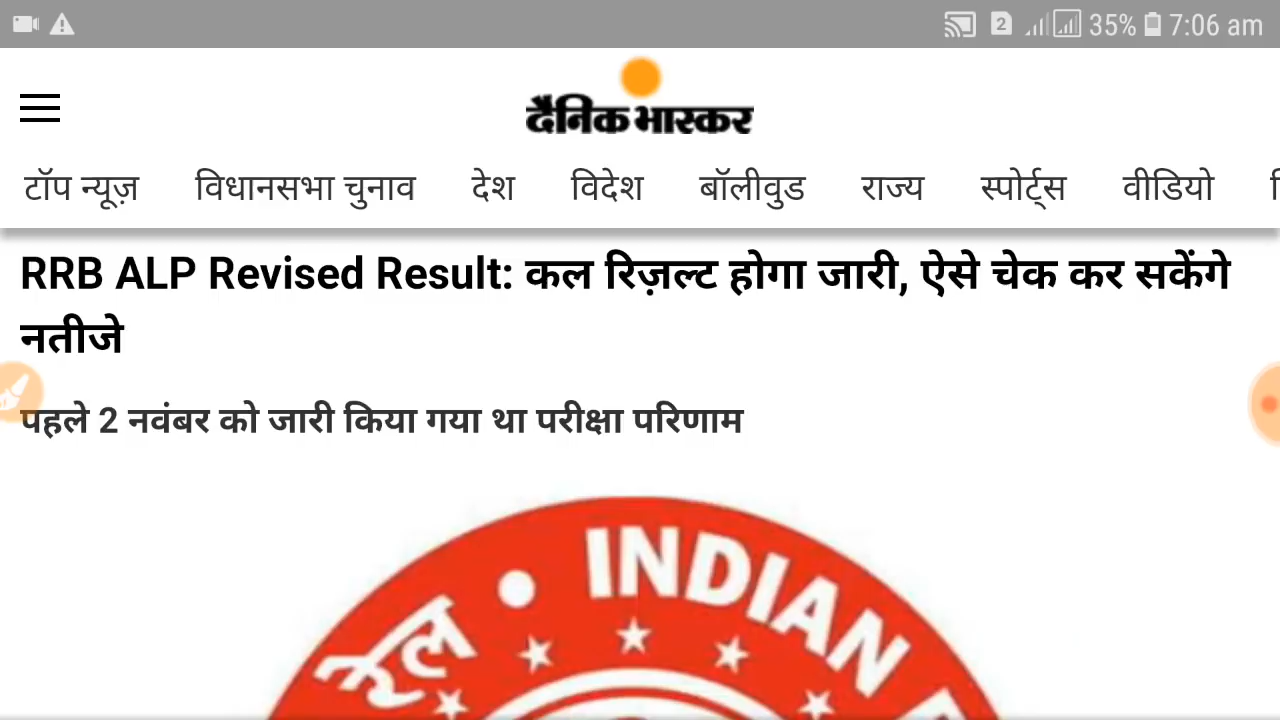 2 35% 7:06 am
दैनिक भास्कर
टॉप न्यूज़ विधानसभा चुनाव देश विदेश बॉलीवुड राज्य स्पोर्ट्स वीडियो
RRB ALP Revised Result: कल रिज़ल्ट होगा जारी, ऐसे चेक कर सकेंगे
नतीजे
पहले 2 नवंबर को जारी किया गया था परीक्षा परिणाम
रेल • INDIAN